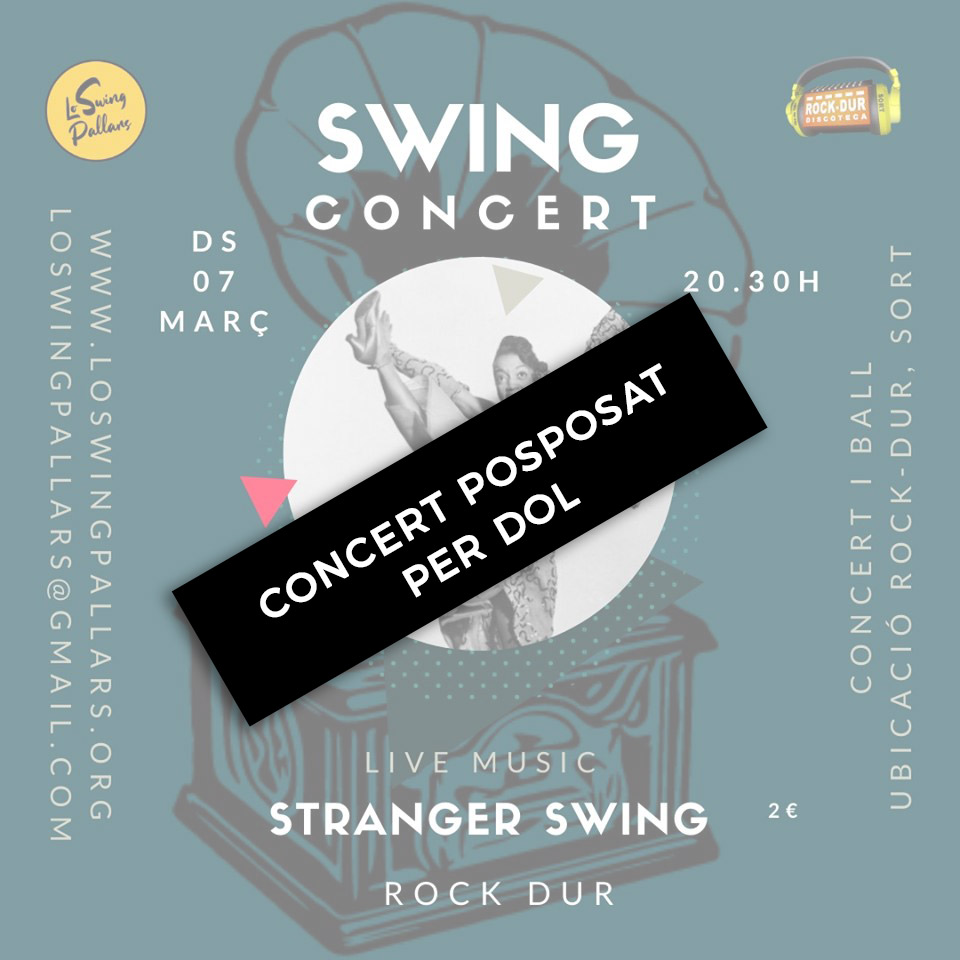 Lo Swing
Pallars
ROCK-DUR
DISCOTECA
SORT
SWING
CONCERT
DS
07
MARÇ
20.30H
WWW.LOSWINGPALLARS.ORG
LOSWINGPALLARS@GMAIL.COM
CONCERT I BALL
UBICACIÓ ROCK-DUR, SORT
CONCERT POSPOSAT
PER DOL
LIVE MUSIC
STRANGER SWING
2€
ROCK DUR